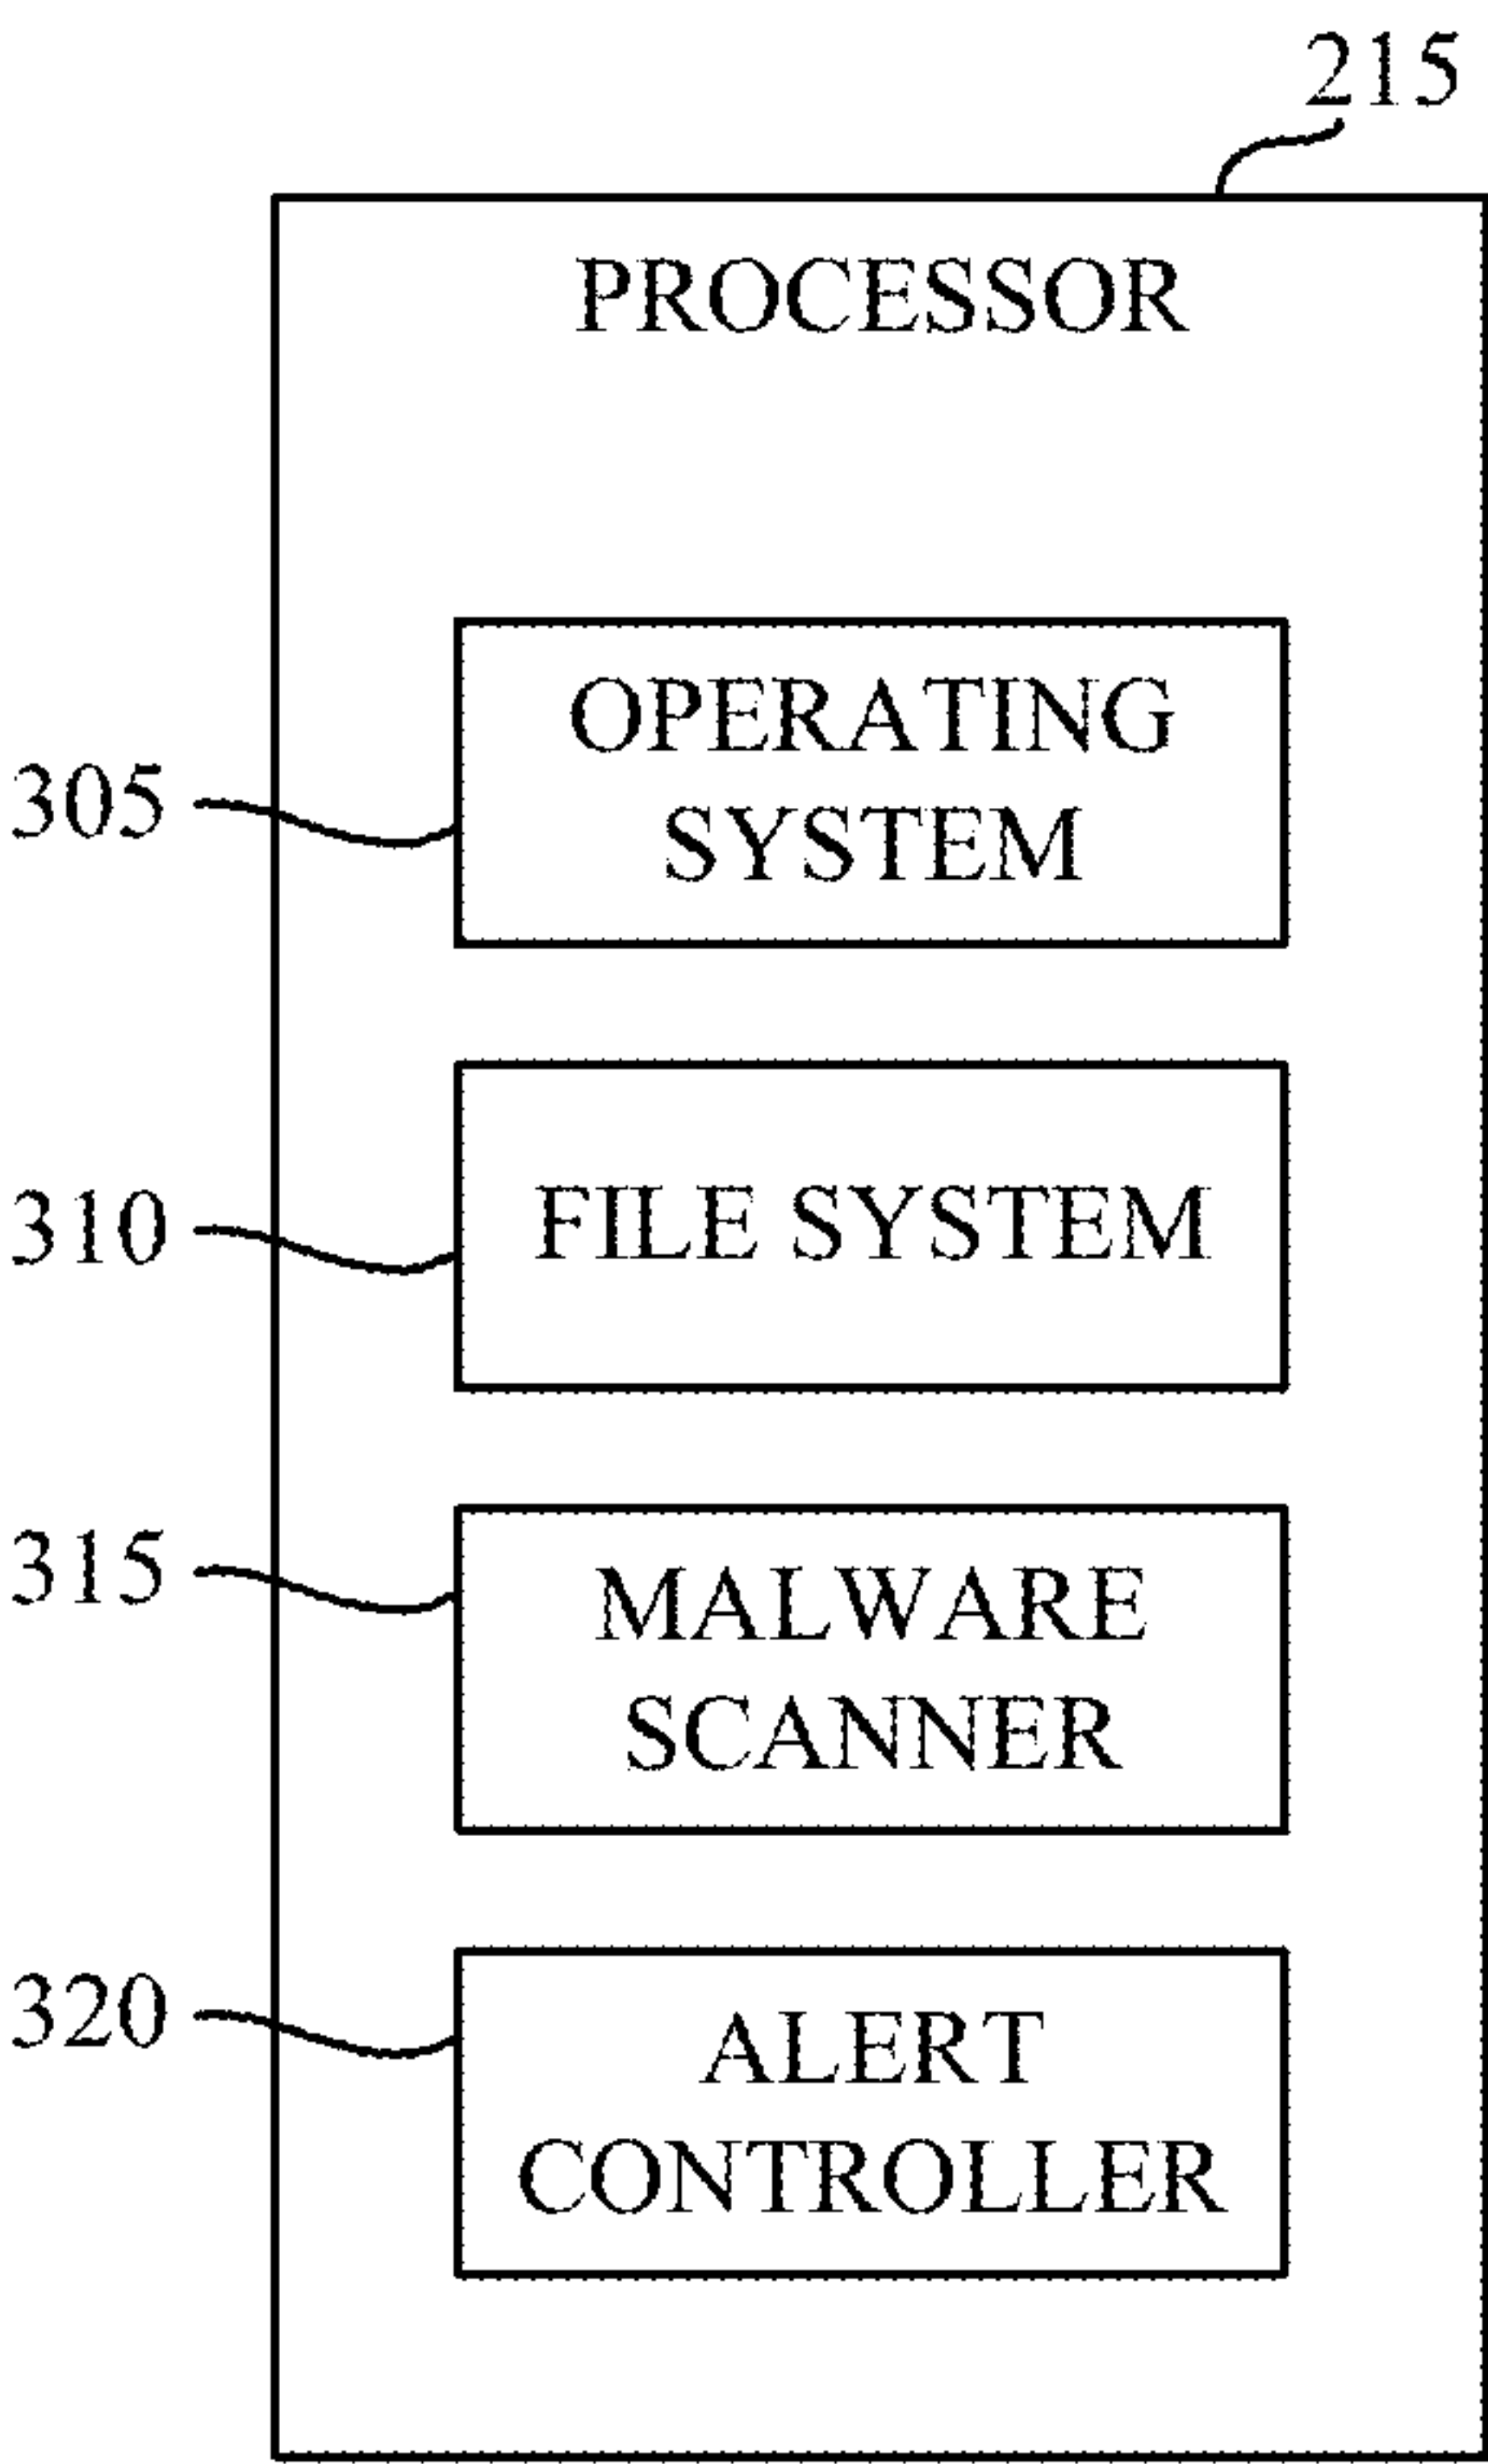 215
PROCESSOR
OPERATING
SYSTEM
305
FILE SYSTEM
310
MALWARE
SCANNER
315
ALERT
CONTROLLER
320